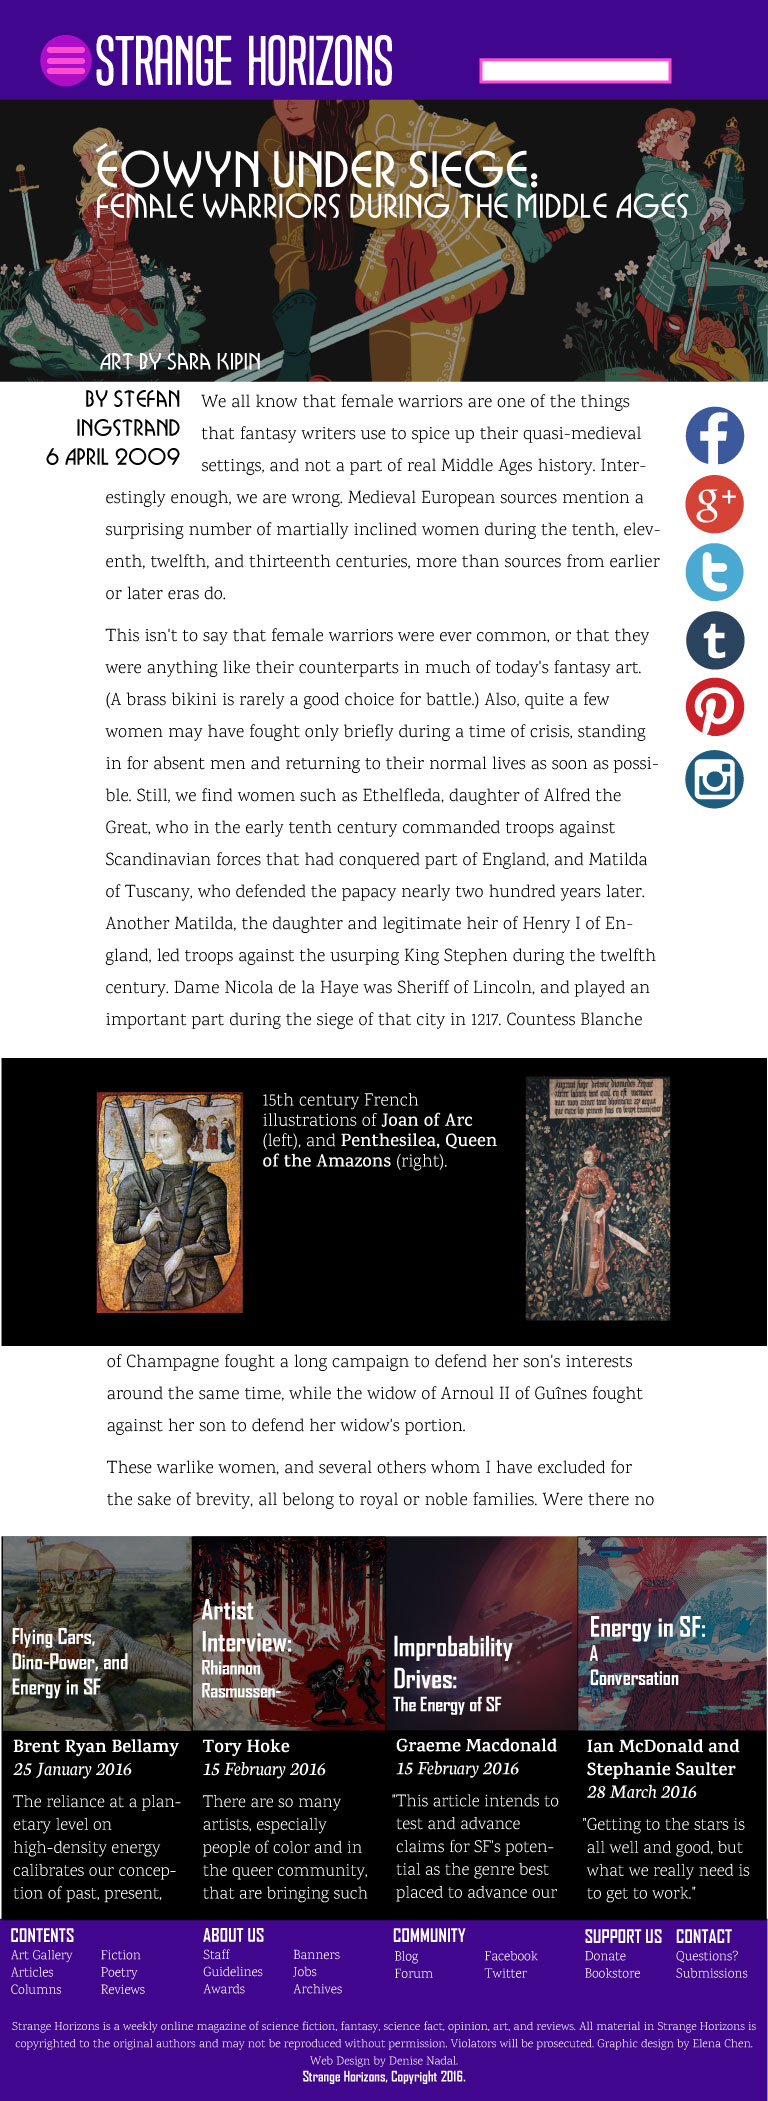 STRANGE HORIZONS
ÉOWYN UNDER SIEGE:
FEMALE WARRIORS DURING THE MIDDLE AGES
ART BY SARA KIPIN
BY STEFAN
INGSTRAND
6 APRIL 2009
We all know that female warriors are one of the things
that fantasy writers use to spice up their quasi-medieval
settings, and not a part of real Middle Ages history. Inter-
estingly enough, we are wrong. Medieval European sources mention a
surprising number of martially inclined women during the tenth, elev-
enth, twelfth, and thirteenth centuries, more than sources from earlier
or later eras do.
This isn't to say that female warriors were ever common, or that they
were anything like their counterparts in much of today's fantasy art.
(A brass bikini is rarely a good choice for battle.) Also, quite a few
women may have fought only briefly during a time of crisis, standing
in for absent men and returning to their normal lives as soon as possi-
ble. Still, we find women such as Ethelfleda, daughter of Alfred the
Great, who in the early tenth century commanded troops against
Scandinavian forces that had conquered part of England, and Matilda
of Tuscany, who defended the papacy nearly two hundred years later.
Another Matilda, the daughter and legitimate heir of Henry I of En-
gland, led troops against the usurping King Stephen during the twelfth
century. Dame Nicola de la Haye was Sheriff of Lincoln, and played an
important part during the siege of that city in 1217. Countess Blanche
15th century French
illustrations of Joan of Arc
(left), and Penthesilea, Queen
of the Amazons (right).
of Champagne fought a long campaign to defend her son's interests
around the same time, while the widow of Arnoul II of Guînes fought
against her son to defend her widow's portion.
These warlike women, and several others whom I have excluded for
the sake of brevity, all belong to royal or noble families. Were there no
Flying Cars,
Dino-Power, and
Energy in SF
Brent Ryan Bellamy
25 January 2016
The reliance at a plan-
etary level on
high-density energy
calibrates our concep-
tion of past, present,
Artist
Interview:
Rhiannon
Rasmussen-
Tory Hoke
15 February 2016
There are so many
artists, especially
people of color and in
the queer community,
that are bringing such
Improbability
Drives:
The Energy of SF
Graeme Macdonald
15 February 2016
"This article intends to
test and advance
claims for SF's poten-
tial as the genre best
placed to advance our
Energy in SF:
A
Conversation
Ian McDonald and
Stephanie Saulter
28 March 2016
"Getting to the stars is
all well and good, but
what we really need is
to get to work."
CONTENTS
Art Gallery
Articles
Columns
Fiction
Poetry
Reviews
ABOUT US
Staff
Guidelines
Awards
Banners
Jobs
Archives
COMMUNITY
Blog
Forum
Facebook
Twitter
SUPPORT US
Donate
Bookstore
CONTACT
Questions?
Submissions
Strange Horizons is a weekly online magazine of science fiction, fantasy, science fact, opinion, art, and reviews. All material in Strange Horizons is
copyrighted to the original authors and may not be reproduced without permission. Violators will be prosecuted. Graphic design by Elena Chen.
Web Design by Denise Nadal.
Strange Horizons, Copyright 2016.